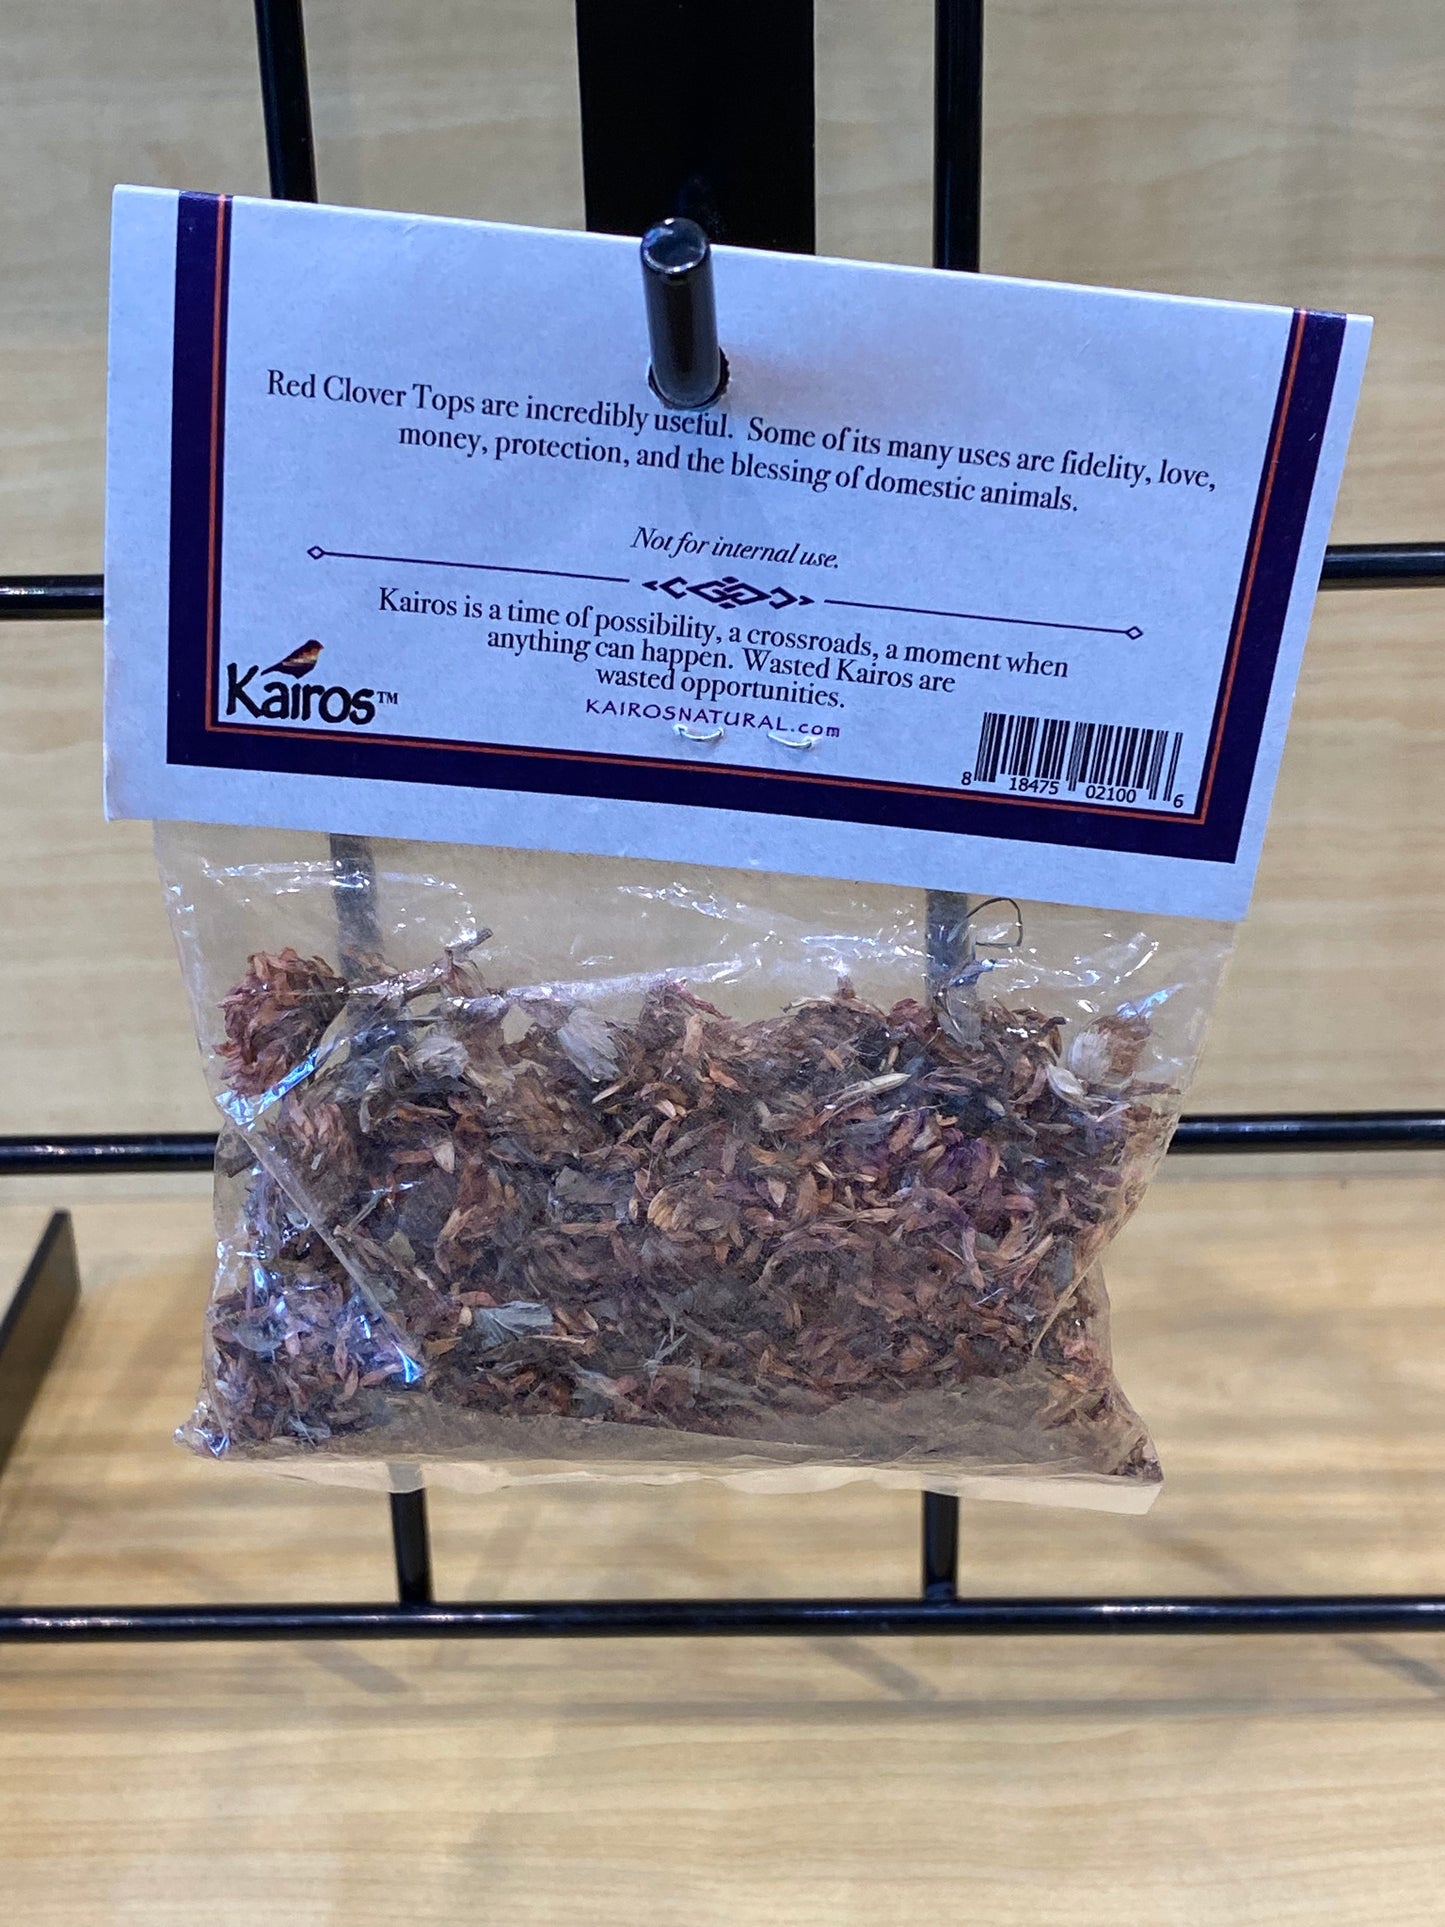 Red Clover Tops are incredibly useful.  Some of its many uses are fidelity, love,
money, protection, and the blessing of domestic animals.
Not for internal use.
Kairos is a time of possibility, a crossroads, a moment when
anything can happen. Wasted Kairos are
wasted opportunities.
KAIROSNATURAL.com
Kairos™
8 18475 02100 6